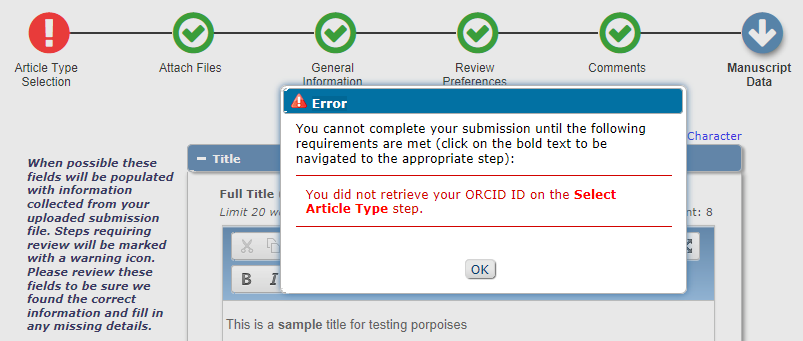 Article Type
Selection
Attach Files
General
Information
Review
Preferences
Comments
Manuscript
Data
Error
You cannot complete your submission until the following
requirements are met (click on the bold text to be
navigated to the appropriate step):
You did not retrieve your ORCID ID on the Select
Article Type step.
OK
Character
When possible these
fields will be populated
with information
collected from your
uploaded submission
file. Steps requiring
review will be marked
with a warning icon.
Please review these
fields to be sure we
found the correct
information and fill in
any missing details.
Title
Full Title
Limit 20
: 8
B I
This is a sample title for testing porpoises